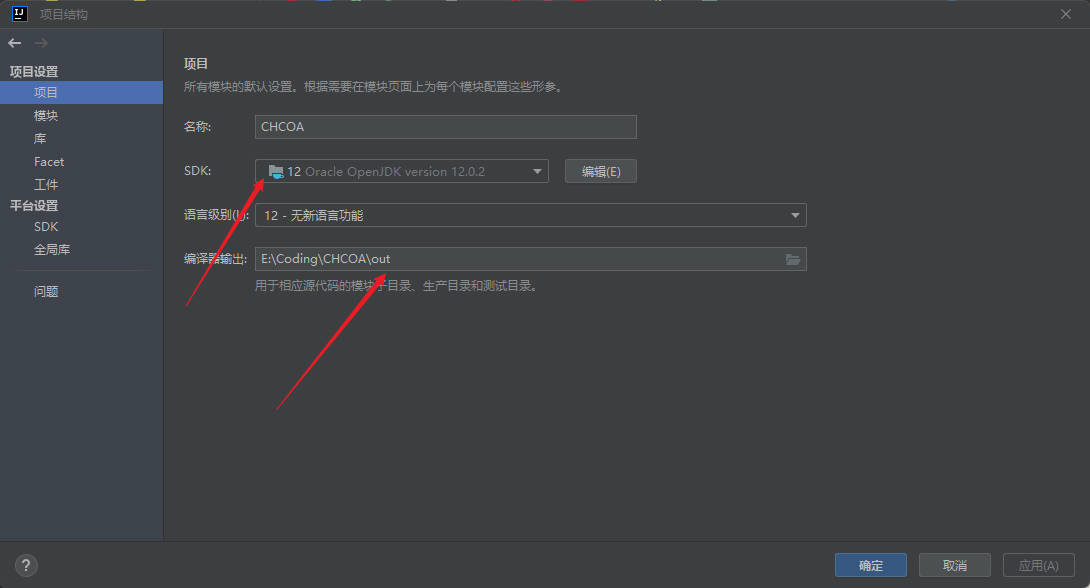 IJ
项目结构
项目设置
项目
模块
库
Facet
工件
平台设置
SDK
全局库
问题
项目
所有模块的默认设置。根据需要在模块页面上为每个模块配置这些形参。
名称: CHCOA
SDK: 12 Oracle OpenJDK version 12.0.2 编辑(E)
语言级别(L): 12 - 无新语言功能
编译器输出: E:\Coding\CHCOA\out
用于相应源代码的模块子目录、生产目录和测试目录。
? 确定 取消 应用(A)